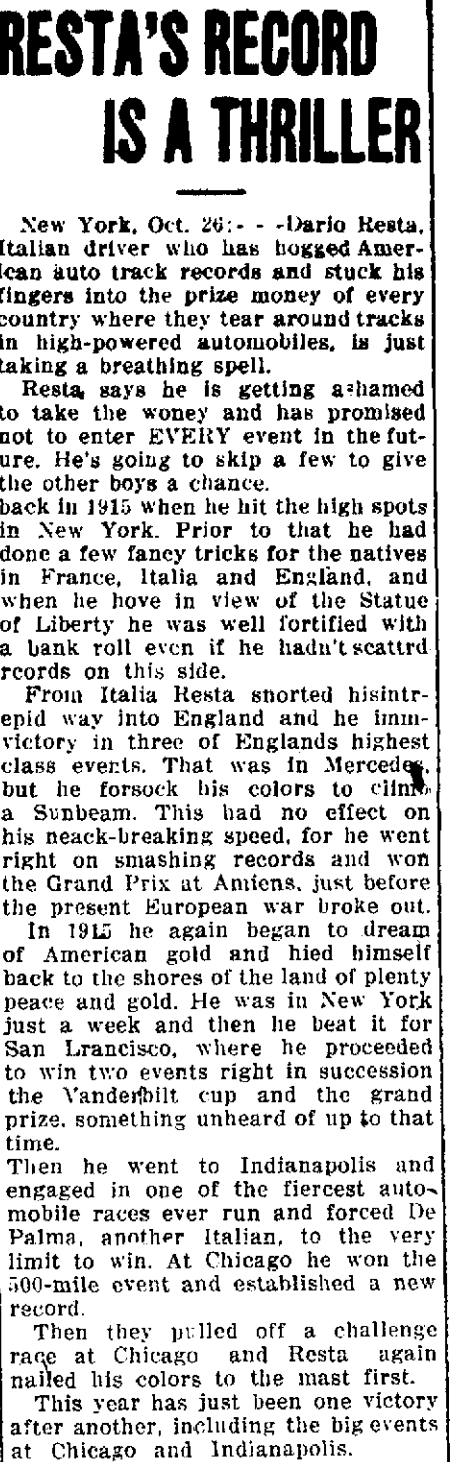 RESTA'S RECORD
IS A THRILLER
New York, Oct. 26:- - -Dario Resta,
Italian driver who has hogged Amer-
ican auto track records and stuck his
fingers into the prize money of every
country where they tear around tracks
in high-powered automobiles, is just
taking a breathing spell.
Resta says he is getting ashamed
to take the woney and has promised
not to enter EVERY event in the fut-
ure. He's going to skip a few to give
the other boys a chance.
back in 1915 when he hit the high spots
in New York. Prior to that he had
done a few fancy tricks for the natives
in France, Italia and England, and
when he hove in view of the Statue
of Liberty he was well fortified with
a bank roll even if he hadn't scattrd
rcords on this side.
From Italia Resta snorted hisintr-
epid way into England and he imm-
victory in three of Englands highest
class events. That was in Mercedes,
but he forsock his colors to climb
a Sunbeam. This had no effect on
his neack-breaking speed, for he went
right on smashing records and won
the Grand Prix at Amiens, just before
the present European war broke out.
In 1915 he again began to dream
of American gold and hied himself
back to the shores of the land of plenty
peace and gold. He was in New York
just a week and then he beat it for
San Lrancisco, where he proceeded
to win two events right in succession
the Vanderbilt cup and the grand
prize, something unheard of up to that
time.
Then he went to Indianapolis and
engaged in one of the fiercest auto-
mobile races ever run and forced De
Palma, another Italian, to the very
limit to win. At Chicago he won the
500-mile event and established a new
record.
Then they pulled off a challenge
race at Chicago and Resta again
nailed his colors to the mast first.
This year has just been one victory
after another, including the big events
at Chicago and Indianapolis.